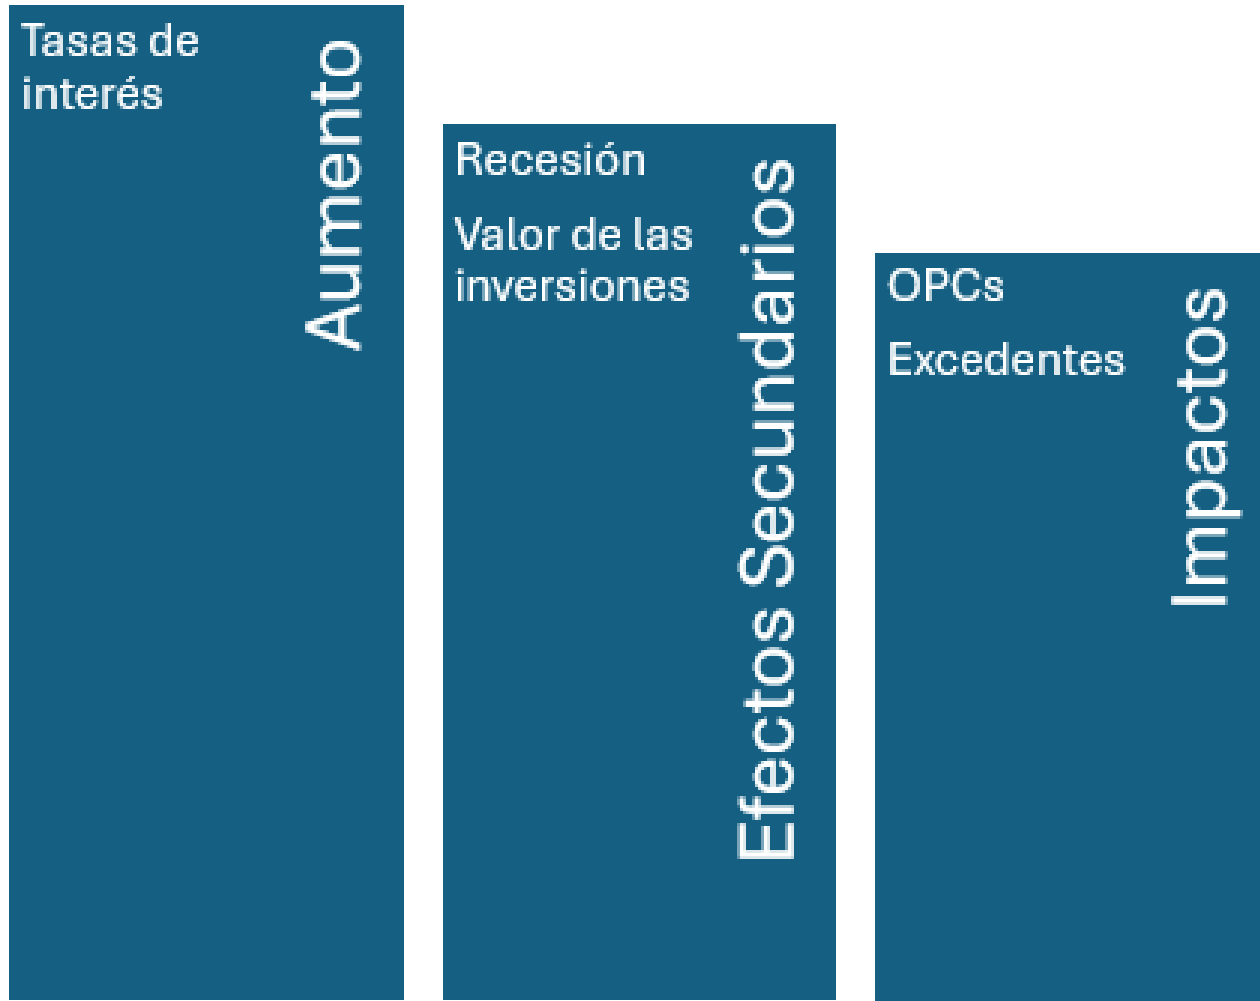 Tasas de
interés
Aumento
Recesión
Valor de las
inversiones
Efectos Secundarios
OPCs
Excedentes
Impactos